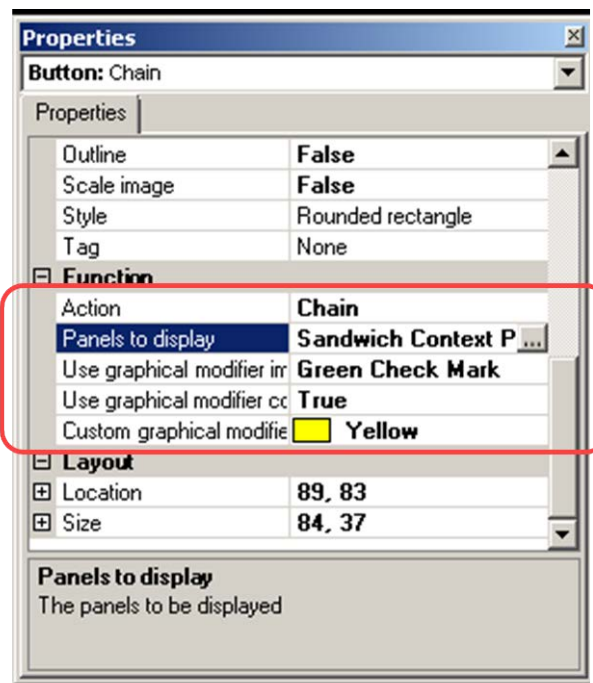 Properties
Button: Chain
Properties
Outline False
Scale image False
Style Rounded rectangle
Tag None
Function
Action Chain
Panels to display Sandwich Context P ...
Use graphical modifier im Green Check Mark
Use graphical modifier co True
Custom graphical modifie Yellow
Layout
Location 89, 83
Size 84, 37
Panels to display
The panels to be displayed